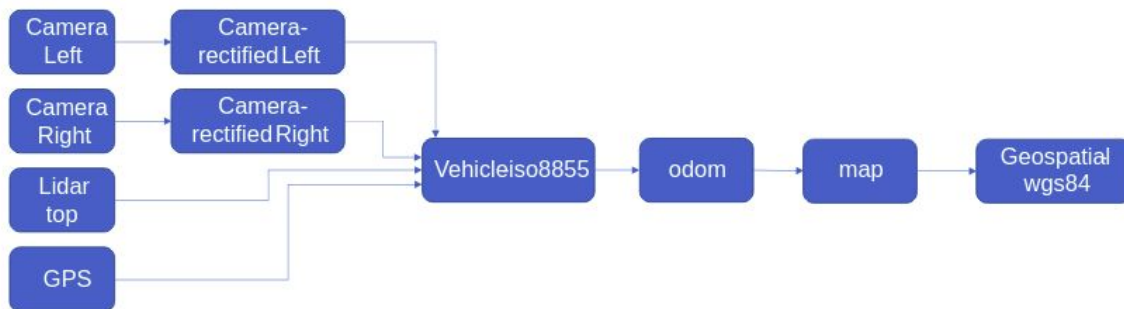 Camera
Left
Camera-
rectified Left
Camera
Right
Camera-
rectified Right
Lidar
top
GPS
Vehicleiso8855
odom
map
Geospatial-
wgs84